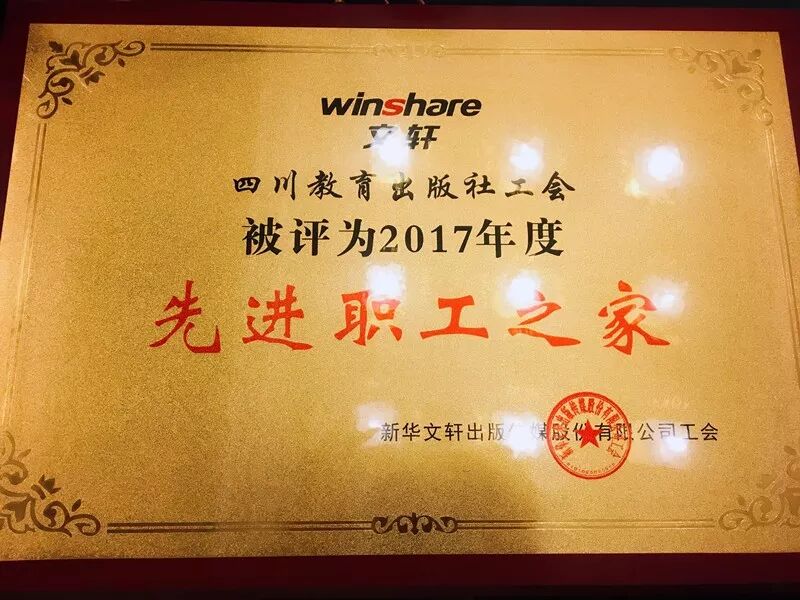 winshare
文轩
四川教育出版社工会
被评为2017年度
先进职工之家
新华文轩出版传媒股份有限公司工会